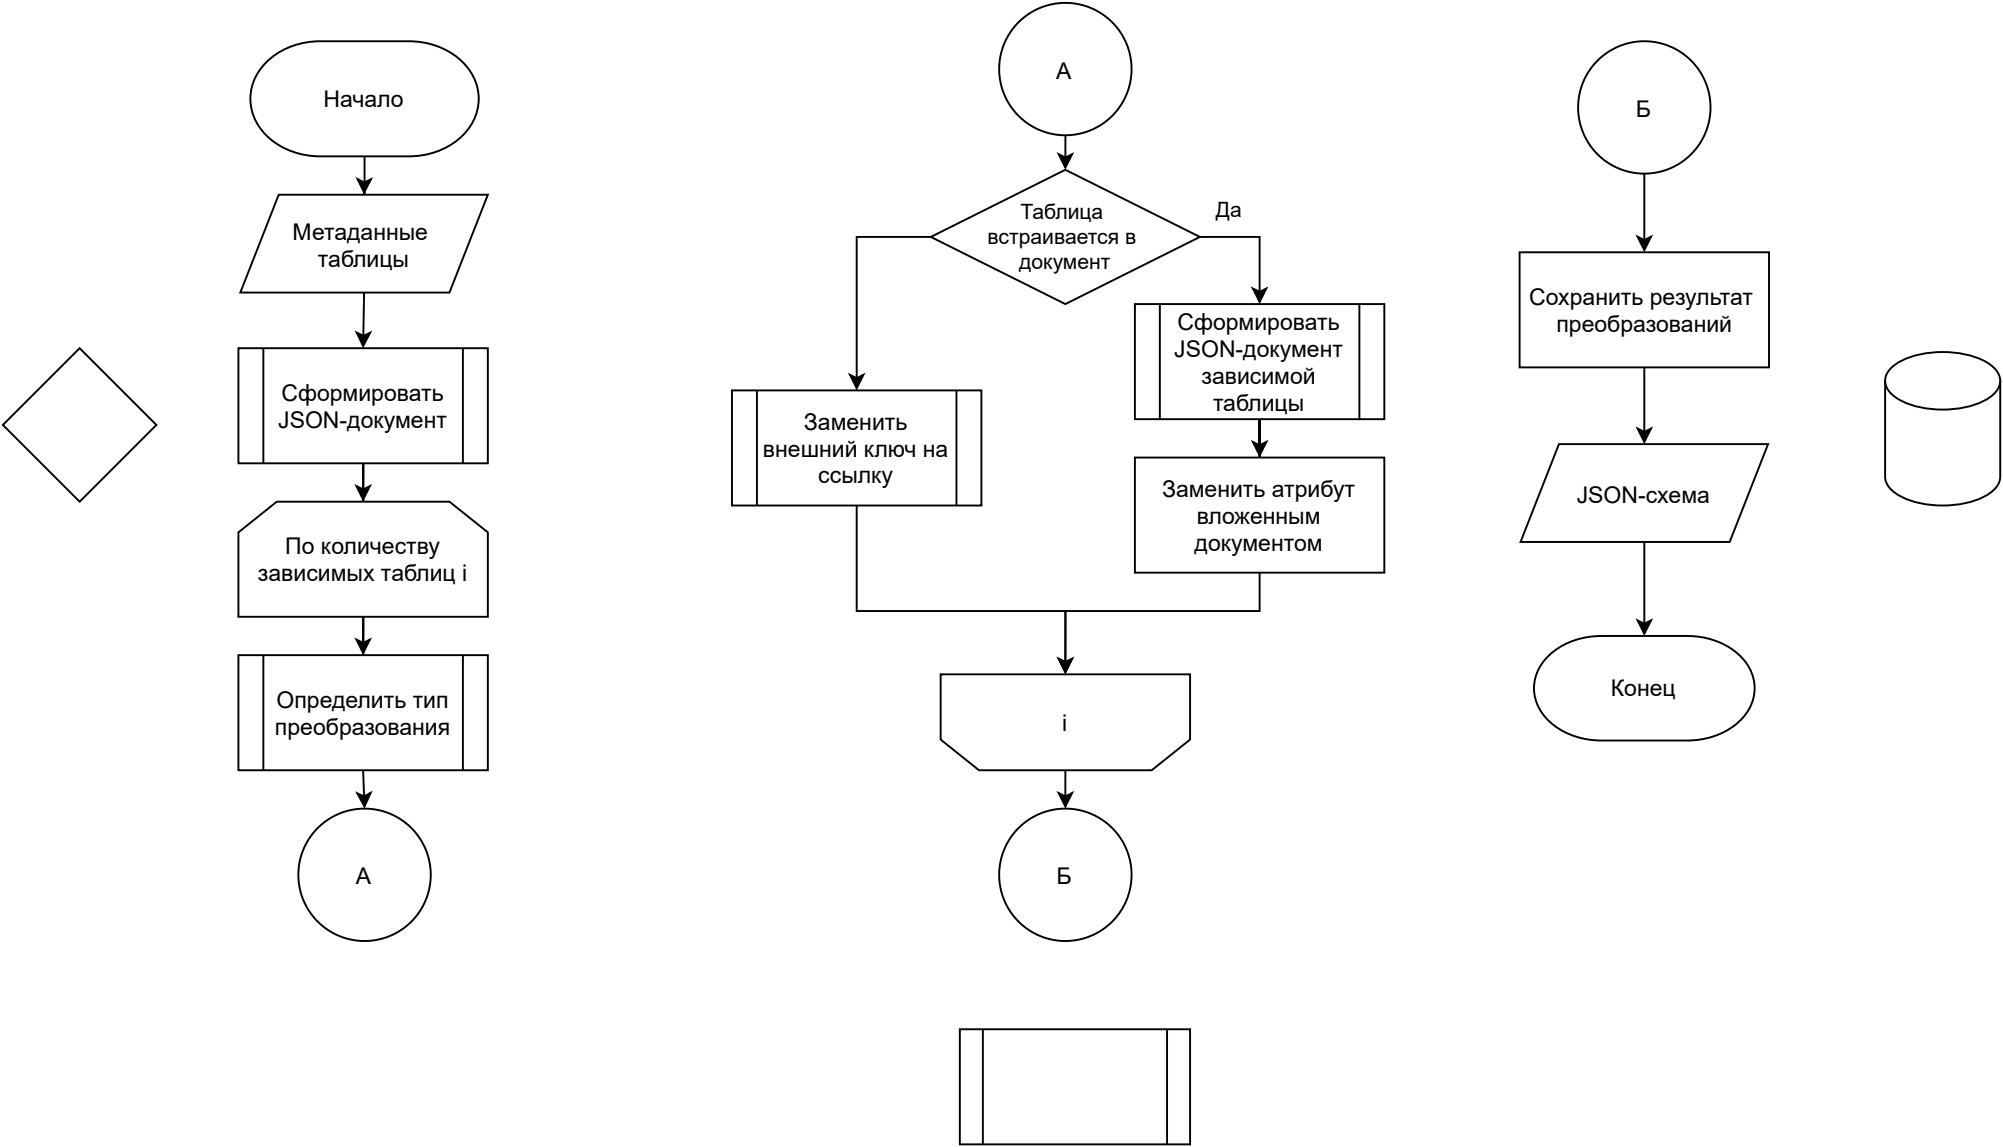 Начало
Метаданные
таблицы
Сформировать
JSON-документ
По количеству
зависимых таблиц i
Определить тип
преобразования
А
А
Таблица
встраивается в
документ
Да
Сформировать
JSON-документ
зависимой
таблицы
Заменить
внешний ключ на
ссылку
Заменить атрибут
вложенным
документом
i
Б
Б
Сохранить результат
преобразований
JSON-схема
Конец